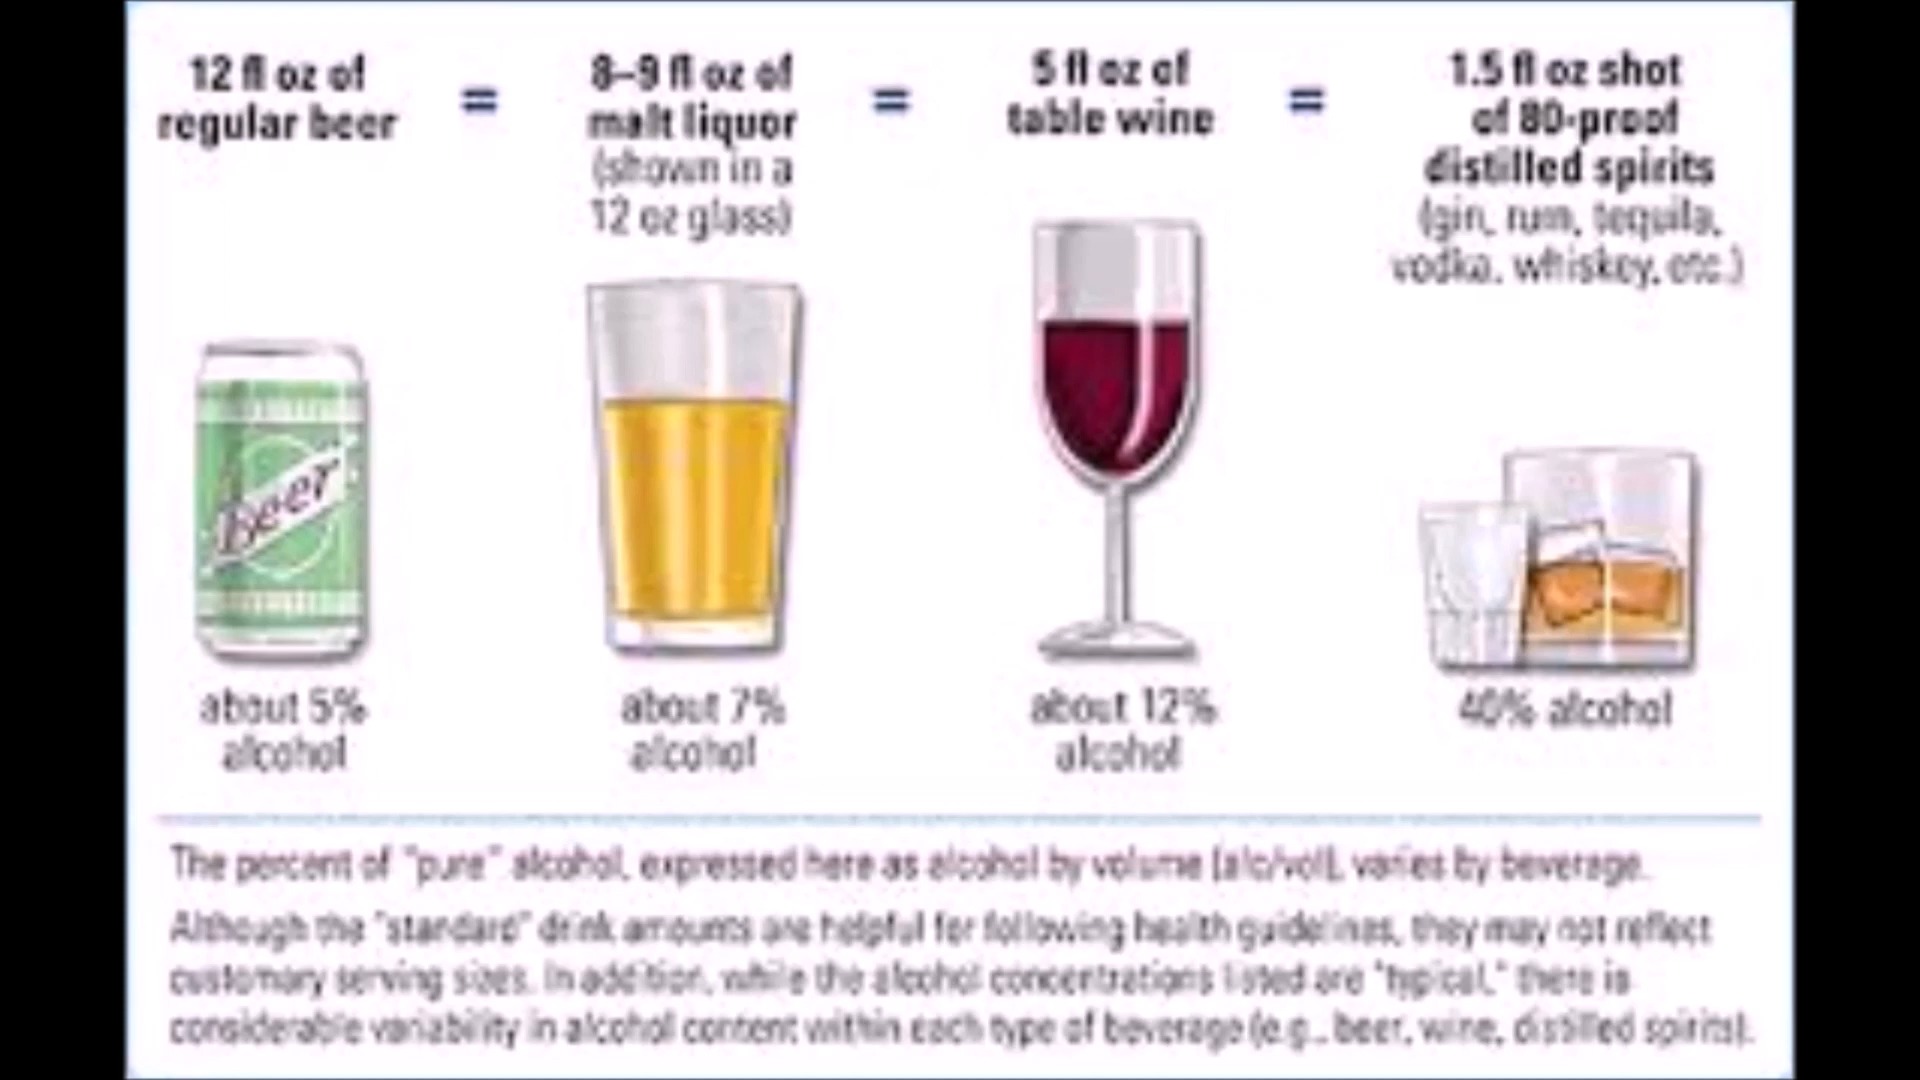 12 fl oz of
regular beer
=
8–9 fl oz of
malt liquor
(shown in a
12 oz glass)
=
5 fl oz of
table wine
=
1.5 fl oz shot
of 80-proof
distilled spirits
(gin, rum, tequila,
vodka, whiskey, etc.)
Beer
about 5%
alcohol
about 7%
alcohol
about 12%
alcohol
40% alcohol
The percent of "pure" alcohol, expressed here as alcohol by volume (alc/vol), varies by beverage.
Although the "standard" drink amounts are helpful for following health guidelines, they may not reflect
customary serving sizes. In addition, while the alcohol concentrations listed are "typical," there is
considerable variability in alcohol content within each type of beverage (e.g., beer, wine, distilled spirits).